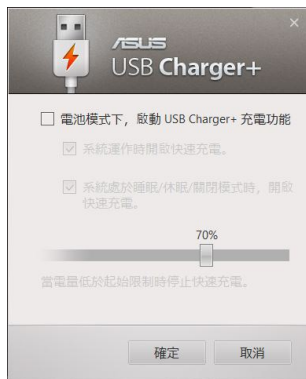 ASUS
USB Charger+
電池模式下，啟動 USB Charger+ 充電功能
系統運作時開啟快速充電。
系統處於睡眠/休眠/關閉模式時，開啟
快速充電。
70%
當電量低於起始限制時停止快速充電。
確定
取消